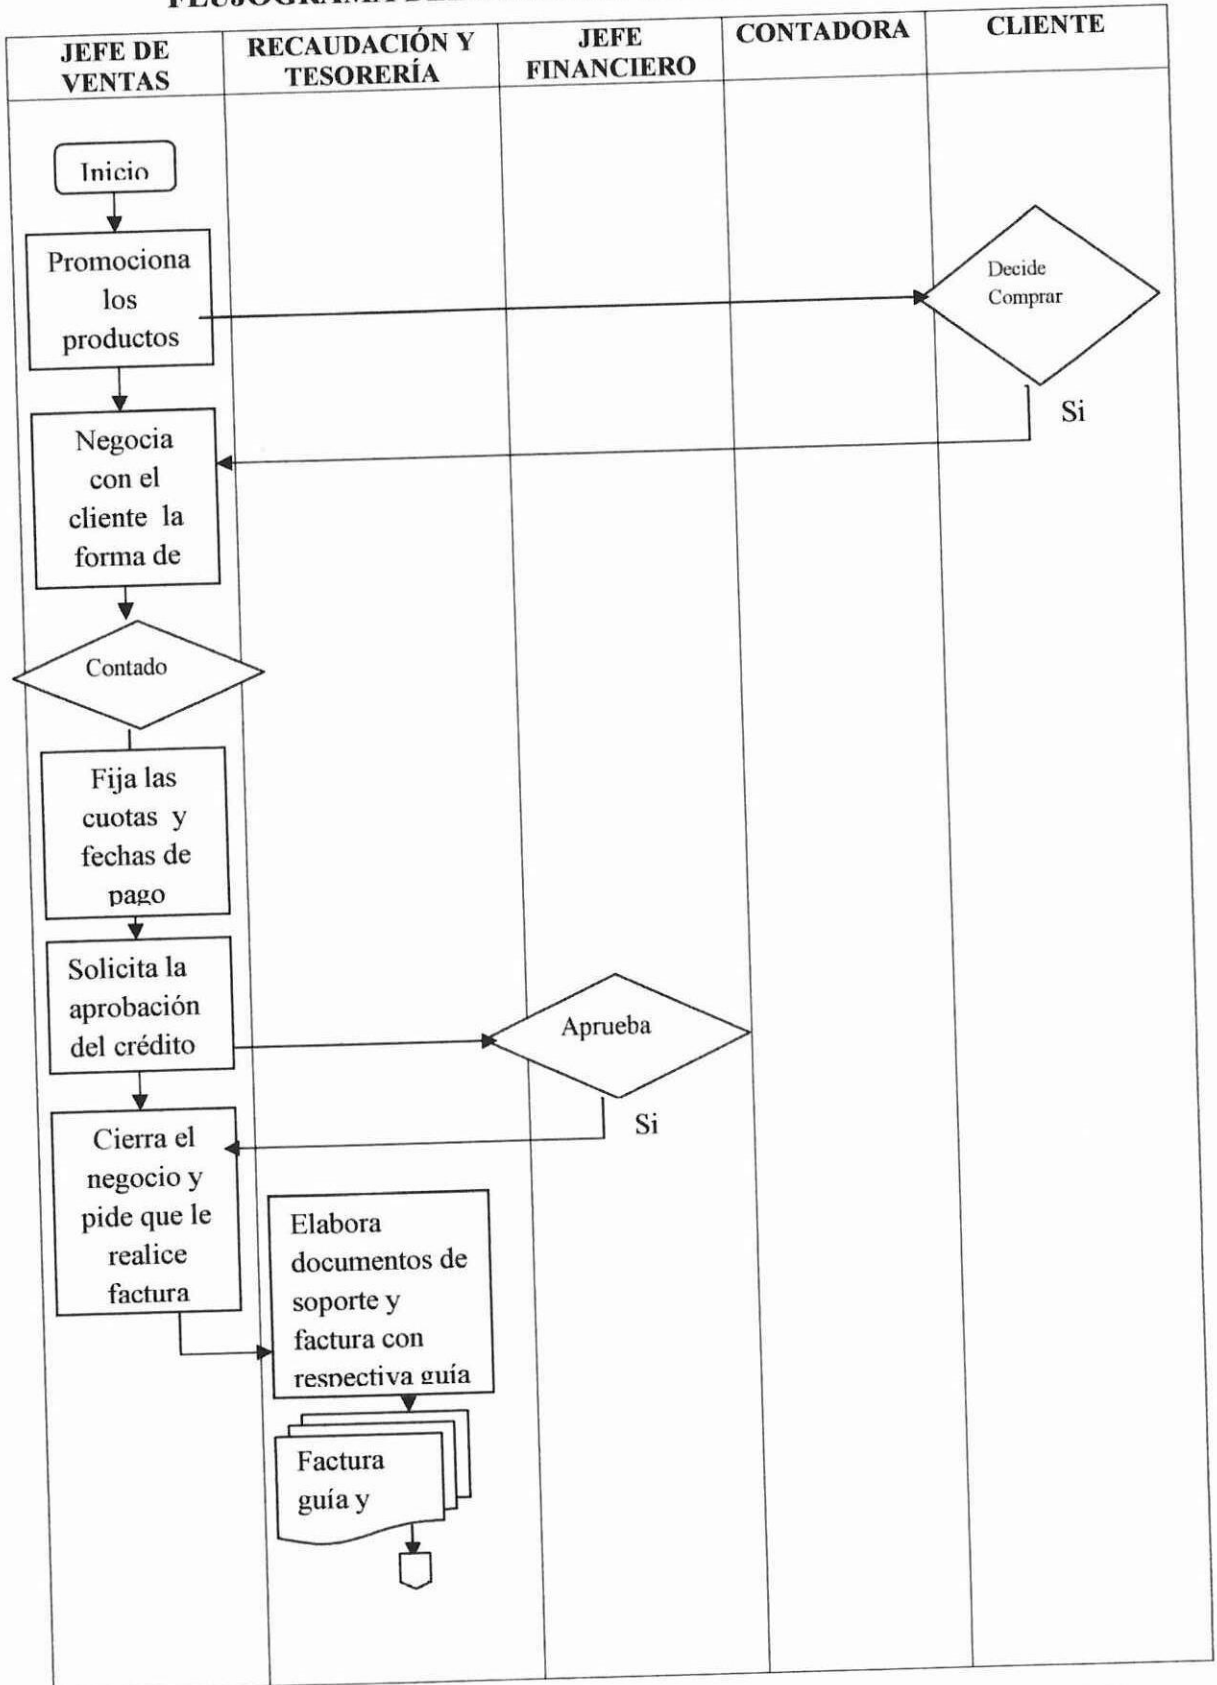 JEFE DE
VENTAS
RECAUDACIÓN Y
TESORERÍA
JEFE
FINANCIERO
CONTADORA
CLIENTE
Inicio
Promociona
los
productos
Decide
Comprar
Si
Negocia
con el
cliente la
forma de
Contado
Fija las
cuotas y
fechas de
pago
Solicita la
aprobación
del crédito
Aprueba
Si
Cierra el
negocio y
pide que le
realice
factura
Elabora
documentos de
soporte y
factura con
respectiva guía
Factura
guía y